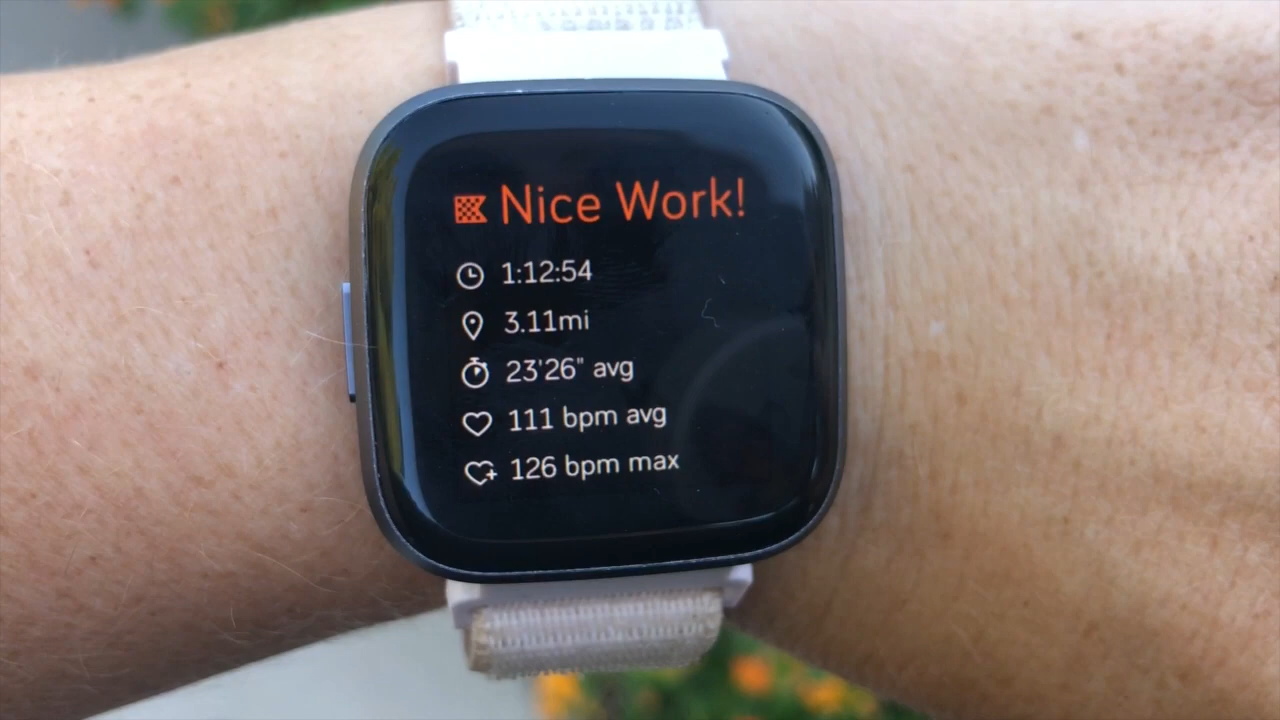 Nice Work!
1:12:54
3.11mi
23'26" avg
111 bpm avg
126 bpm max